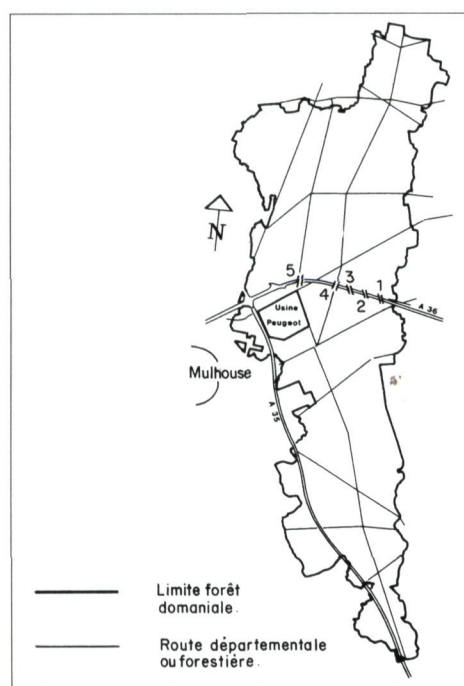 N
5
4
3
2
1
A 36
Usine
Peugeot
Mulhouse
A 35
Limite forêt
domaniale.
Route départementale
ou forestière.